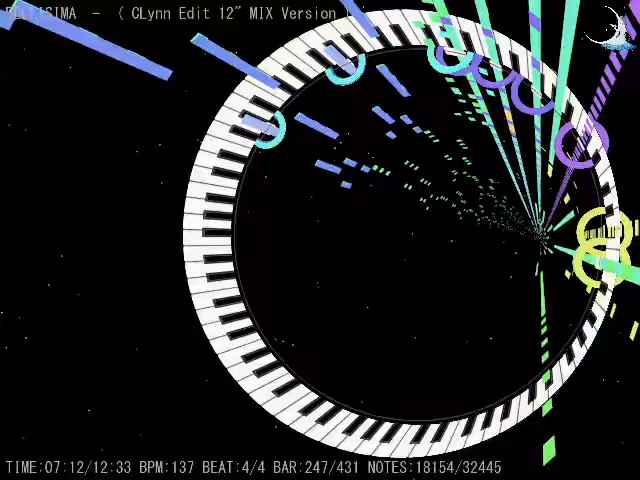 – ( CLynn Edit 12" MIX Version )
TIME:07:12/12:33 BPM:137 BEAT:4/4 BAR:247/431 NOTES:18154/32445